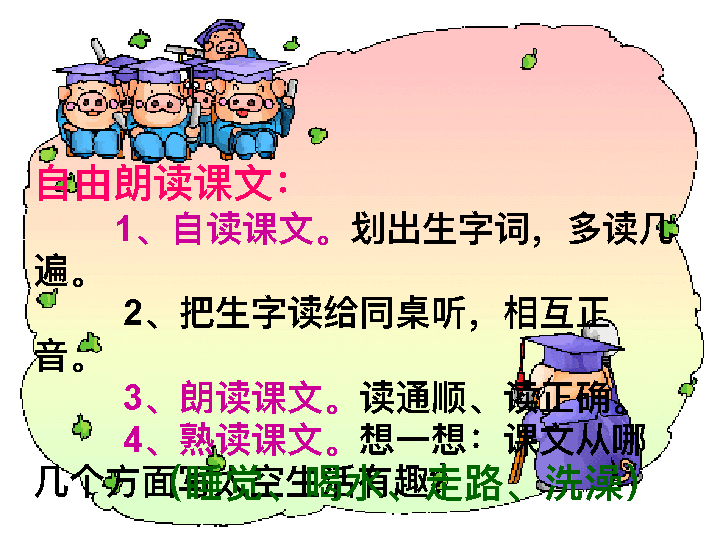 自由朗读课文：
1、自读课文。划出生字词，多读几
遍。
2、把生字读给同桌听，相互正
音。
3、朗读课文。读通顺、读正确。
4、熟读课文。想一想：课文从哪
几个方面写太空生活有趣？
（睡觉、喝水、走路、洗澡）